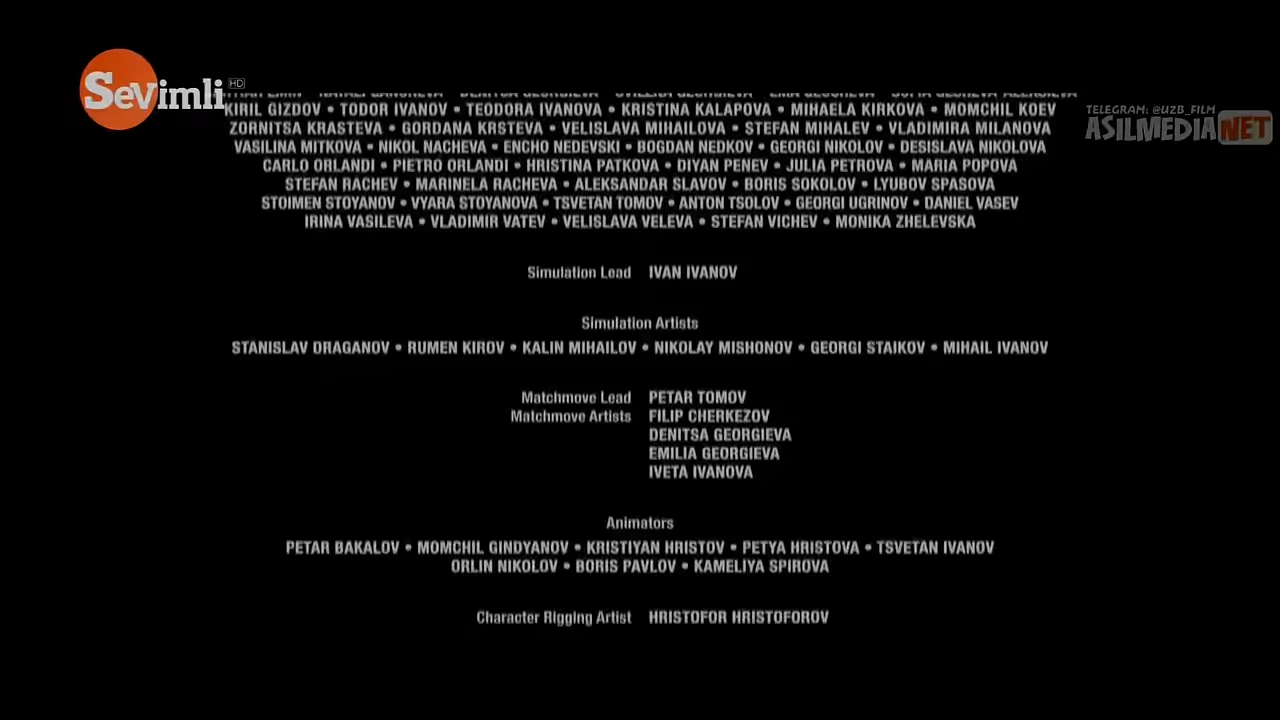 Sevimli HD
TELEGRAM: @UZB_FILM
ASILMEDIA.NET
KIRIL GIZDOV • TODOR IVANOV • TEODORA IVANOVA • KRISTINA KALAPOVA • MIHAELA KIRKOVA • MOMCHIL KOEV
ZORNITSA KRASTEVA • GORDANA KRSTEVA • VELISLAVA MIHAILOVA • STEFAN MIHALEV • VLADIMIRA MILANOVA
VASILINA MITKOVA • NIKOL NACHEVA • ENCHO NEDEVSKI • BOGDAN NEDKOV • GEORGI NIKOLOV • DESISLAVA NIKOLOVA
CARLO ORLANDI • PIETRO ORLANDI • HRISTINA PATKOVA • DIYAN PENEV • JULIA PETROVA • MARIA POPOVA
STEFAN RACHEV • MARINELA RACHEVA • ALEKSANDAR SLAVOV • BORIS SOKOLOV • LYUBOV SPASOVA
STOIMEN STOYANOV • VYARA STOYANOVA • TSVETAN TOMOV • ANTON TSOLOV • GEORGI UGRINOV • DANIEL VASEV
IRINA VASILEVA • VLADIMIR VATEV • VELISLAVA VELEVA • STEFAN VICHEV • MONIKA ZHELEVSKA
Simulation Lead IVAN IVANOV
Simulation Artists
STANISLAV DRAGANOV • RUMEN KIROV • KALIN MIHAILOV • NIKOLAY MISHONOV • GEORGI STAIKOV • MIHAIL IVANOV
Matchmove Lead PETAR TOMOV
Matchmove Artists FILIP CHERKEZOV
DENITSA GEORGIEVA
EMILIA GEORGIEVA
IVETA IVANOVA
Animators
PETAR BAKALOV • MOMCHIL GINDYANOV • KRISTIYAN HRISTOV • PETYA HRISTOVA • TSVETAN IVANOV
ORLIN NIKOLOV • BORIS PAVLOV • KAMELIYA SPIROVA
Character Rigging Artist HRISTOFOR HRISTOFOROV